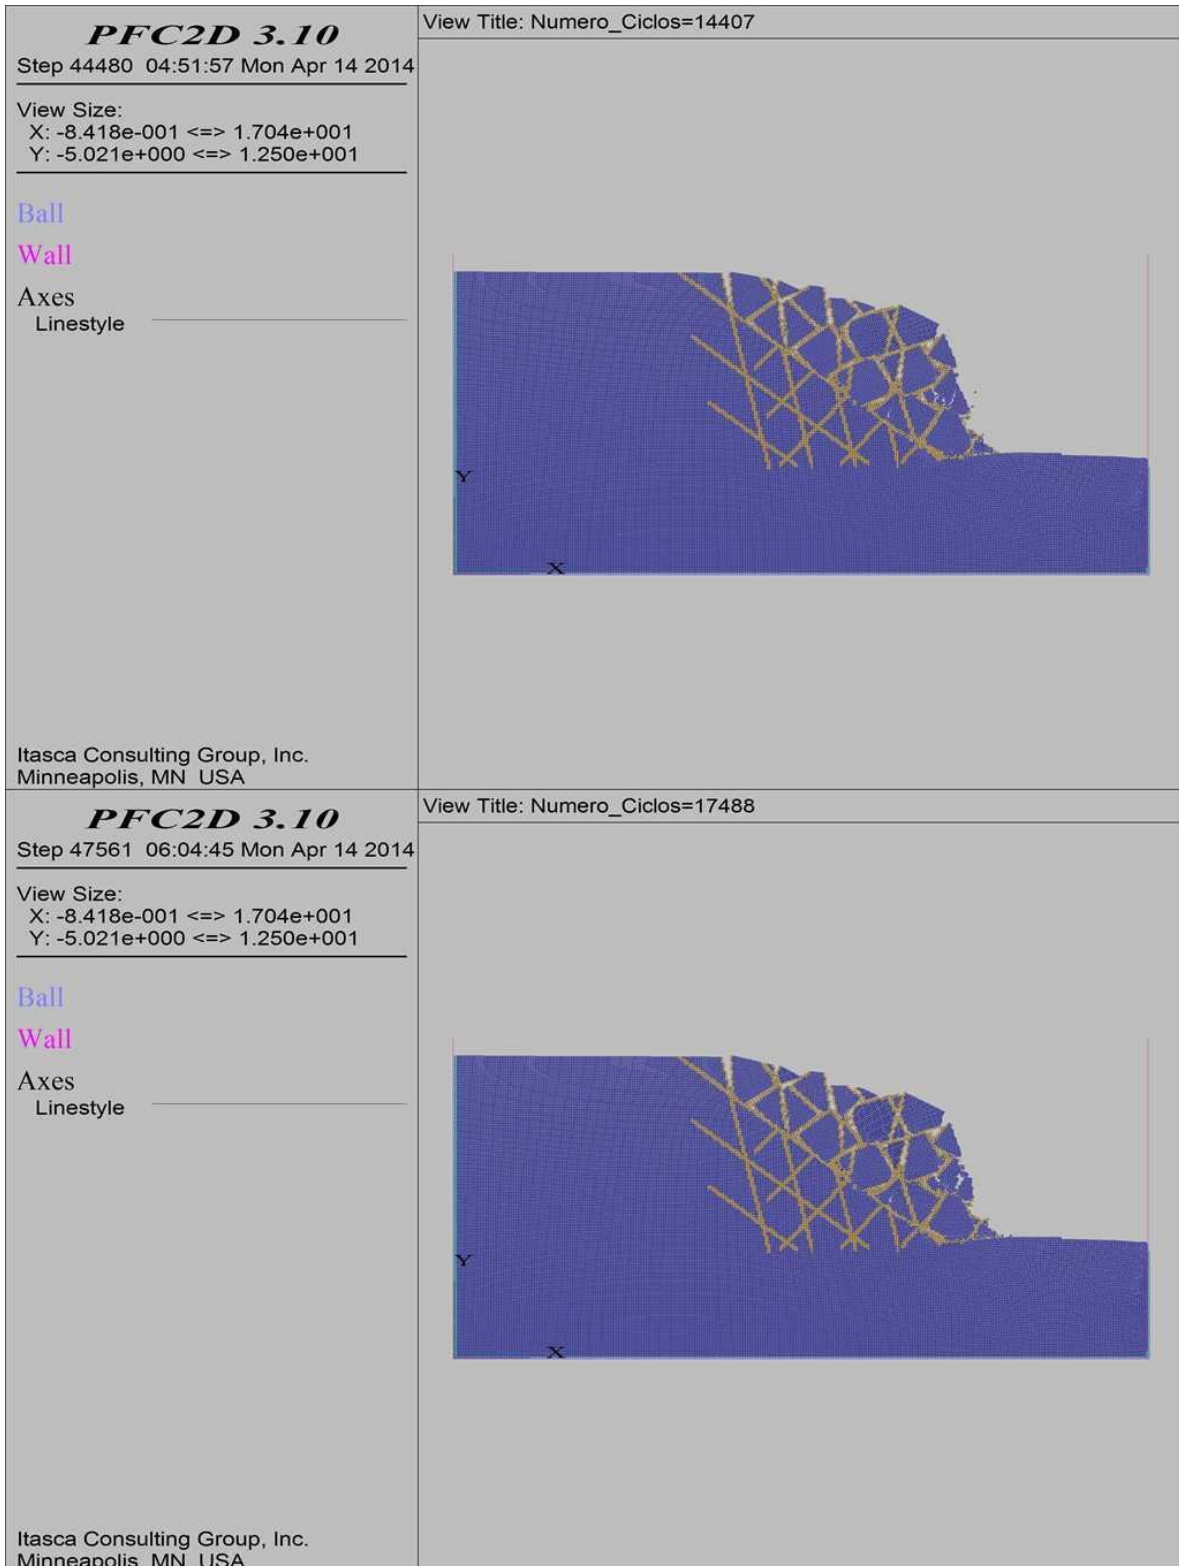 PFC2D 3.10
Step 44480 04:51:57 Mon Apr 14 2014
View Size:
X: -8.418e-001 <=> 1.704e+001
Y: -5.021e+000 <=> 1.250e+001
Ball
Wall
Axes
Linestyle
Itasca Consulting Group, Inc.
Minneapolis, MN USA
View Title: Numero_Ciclos=14407
Y
X
PFC2D 3.10
Step 47561 06:04:45 Mon Apr 14 2014
View Size:
X: -8.418e-001 <=> 1.704e+001
Y: -5.021e+000 <=> 1.250e+001
Ball
Wall
Axes
Linestyle
Itasca Consulting Group, Inc.
Minneapolis, MN USA
View Title: Numero_Ciclos=17488
Y
X